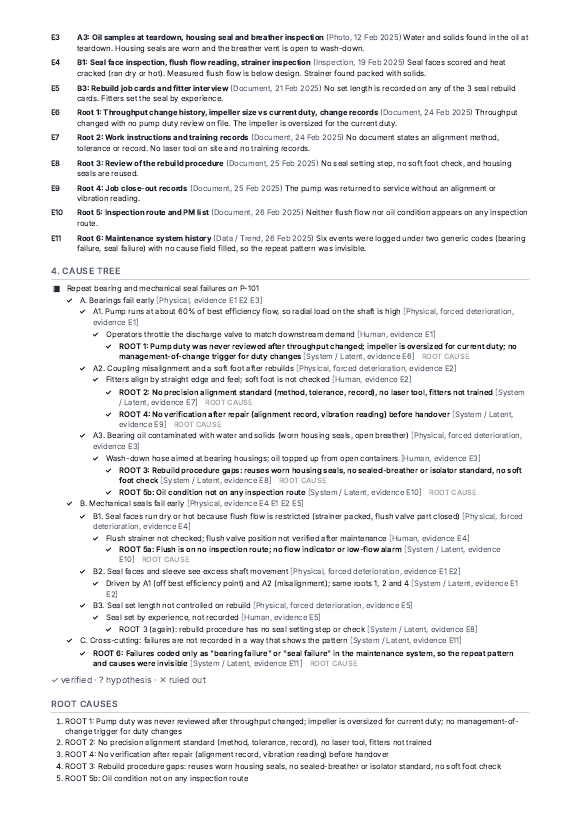 E3 A3: Oil samples at teardown, housing seal and breather inspection (Photo, 12 Feb 2025) Water and solids found in the oil at
teardown. Housing seals are worn and the breather vent is open to wash-down.
E4 B1: Seal face inspection, flush flow reading, strainer inspection (Inspection, 19 Feb 2025) Seal faces scored and heat
cracked (ran dry or hot). Measured flush flow is below design. Strainer found packed with solids.
E5 B3: Rebuild job cards and fitter interview (Document, 21 Feb 2025) No set length is recorded on any of the 3 seal rebuild
cards. Fitters set the seal by experience.
E6 Root 1: Throughput change history, impeller size vs current duty, change records (Document, 24 Feb 2025) Throughput
changed with no pump duty review on file. The impeller is oversized for the current duty.
E7 Root 2: Work instructions and training records (Document, 24 Feb 2025) No document states an alignment method,
tolerance or record. No laser tool on site and no training records.
E8 Root 3: Review of the rebuild procedure (Document, 25 Feb 2025) No seal setting step, no soft foot check, and housing
seals are reused.
E9 Root 4: Job close-out records (Document, 25 Feb 2025) The pump was returned to service without an alignment or
vibration reading.
E10 Root 5: Inspection route and PM list (Document, 26 Feb 2025) Neither flush flow nor oil condition appears on any inspection
route.
E11 Root 6: Maintenance system history (Data / Trend, 26 Feb 2025) Six events were logged under two generic codes (bearing
failure, seal failure) with no cause field filled, so the repeat pattern was invisible.
4. CAUSE TREE
■ Repeat bearing and mechanical seal failures on P-101
✓ A. Bearings fail early [Physical, evidence E1 E2 E3]
✓ A1. Pump runs at about 60% of best efficiency flow, so radial load on the shaft is high [Physical, forced deterioration,
evidence E1]
✓ Operators throttle the discharge valve to match downstream demand [Human, evidence E1]
✓ ROOT 1: Pump duty was never reviewed after throughput changed; impeller is oversized for current duty; no
management-of-change trigger for duty changes [System / Latent, evidence E6] ROOT CAUSE
✓ A2. Coupling misalignment and a soft foot after rebuilds [Physical, forced deterioration, evidence E2]
✓ Fitters align by straight edge and feel; soft foot is not checked [Human, evidence E2]
✓ ROOT 2: No precision alignment standard (method, tolerance, record), no laser tool, fitters not trained [System
/ Latent, evidence E7] ROOT CAUSE
✓ ROOT 4: No verification after repair (alignment record, vibration reading) before handover [System / Latent,
evidence E9] ROOT CAUSE
✓ A3. Bearing oil contaminated with water and solids (worn housing seals, open breather) [Physical, forced deterioration,
evidence E3]
✓ Wash-down hose aimed at bearing housings; oil topped up from open containers [Human, evidence E3]
✓ ROOT 3: Rebuild procedure gaps: reuses worn housing seals, no sealed-breather or isolator standard, no soft
foot check [System / Latent, evidence E8] ROOT CAUSE
✓ ROOT 5b: Oil condition not on any inspection route [System / Latent, evidence E10] ROOT CAUSE
✓ B. Mechanical seals fail early [Physical, evidence E4 E1 E2 E5]
✓ B1. Seal faces run dry or hot because flush flow is restricted (strainer packed, flush valve part closed) [Physical, forced
deterioration, evidence E4]
✓ Flush strainer not checked; flush valve position not verified after maintenance [Human, evidence E4]
✓ ROOT 5a: Flush is on no inspection route; no flow indicator or low-flow alarm [System / Latent, evidence
E10] ROOT CAUSE
✓ B2. Seal faces and sleeve see excess shaft movement [Physical, forced deterioration, evidence E1 E2]
✓ Driven by A1 (off best efficiency point) and A2 (misalignment); same roots 1, 2 and 4 [System / Latent, evidence E1
E2]
✓ B3. Seal set length not controlled on rebuild [Physical, forced deterioration, evidence E5]
✓ Seal set by experience, not recorded [Human, evidence E5]
✓ ROOT 3 (again): rebuild procedure has no seal setting step or check [System / Latent, evidence E8]
✓ C. Cross-cutting: failures are not recorded in a way that shows the pattern [System / Latent, evidence E11]
✓ ROOT 6: Failures coded only as "bearing failure" or "seal failure" in the maintenance system, so the repeat pattern
and causes were invisible [System / Latent, evidence E11] ROOT CAUSE
✓ verified · ? hypothesis · ✕ ruled out
ROOT CAUSES
1. ROOT 1: Pump duty was never reviewed after throughput changed; impeller is oversized for current duty; no management-of-
change trigger for duty changes
2. ROOT 2: No precision alignment standard (method, tolerance, record), no laser tool, fitters not trained
3. ROOT 4: No verification after repair (alignment record, vibration reading) before handover
4. ROOT 3: Rebuild procedure gaps: reuses worn housing seals, no sealed-breather or isolator standard, no soft foot check
5. ROOT 5b: Oil condition not on any inspection route